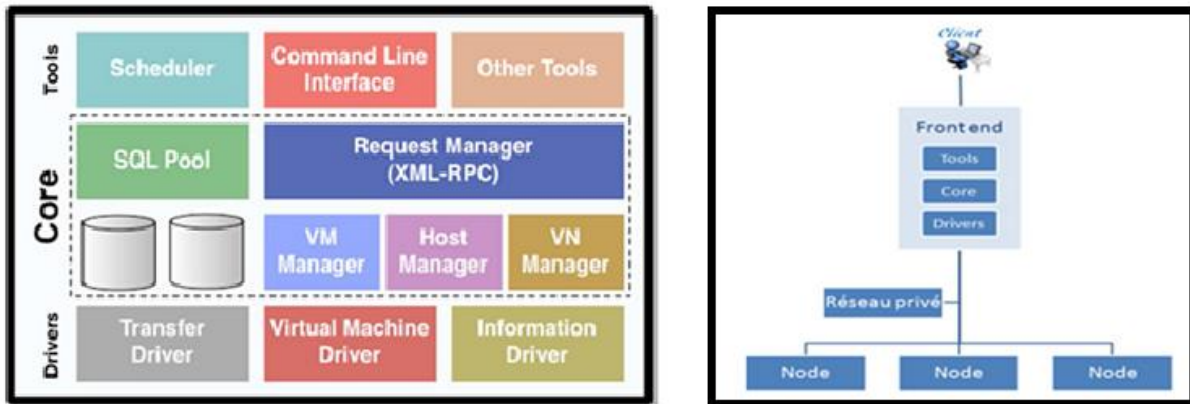 Tools
Scheduler
Command Line
Interface
Other Tools
Core
SQL Pool
Request Manager
(XML-RPC)
VM
Manager
Host
Manager
VN
Manager
Drivers
Transfer
Driver
Virtual Machine
Driver
Information
Driver
Client
Frontend
Tools
Core
Drivers
Réseau privé
Node
Node
Node